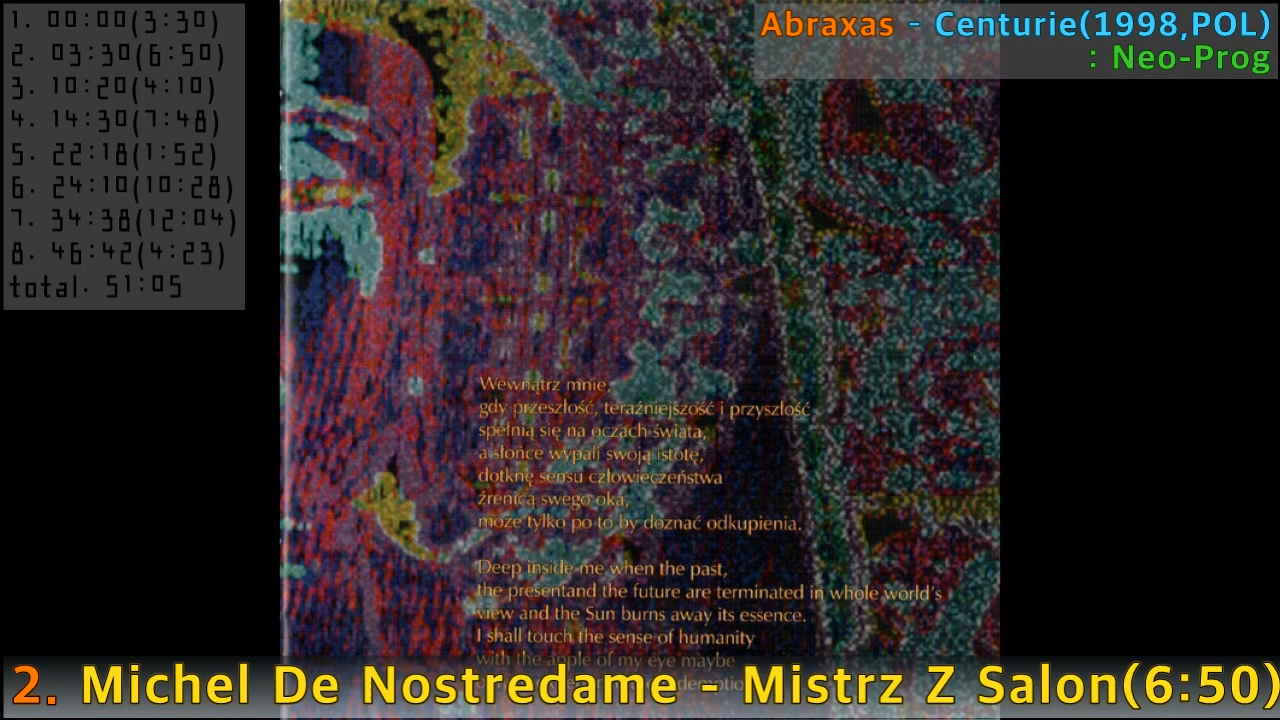 1. 00:00(3:30)
2. 03:30(6:50)
3. 10:20(4:10)
4. 14:30(7:48)
5. 22:18(1:52)
6. 24:10(10:28)
7. 34:38(12:04)
8. 46:42(4:23)
total. 51:05
Abraxas - Centurie(1998,POL)
: Neo-Prog
Wewnątrz mnie,
gdy przeszłość, teraźniejszość i przyszłość
spełnią się na oczach świata,
a słońce wypali swoją istotę,
dotknę sensu człowieczeństwa
źrenicą swego oka,
może tylko po to by doznać odkupienia.
Deep inside me when the past,
the presentand the future are terminated in whole world's
view and the Sun burns away its essence.
I shall touch the sense of humanity
with the apple of my eye maybe
2. Michel De Nostredame - Mistrz Z Salon(6:50)